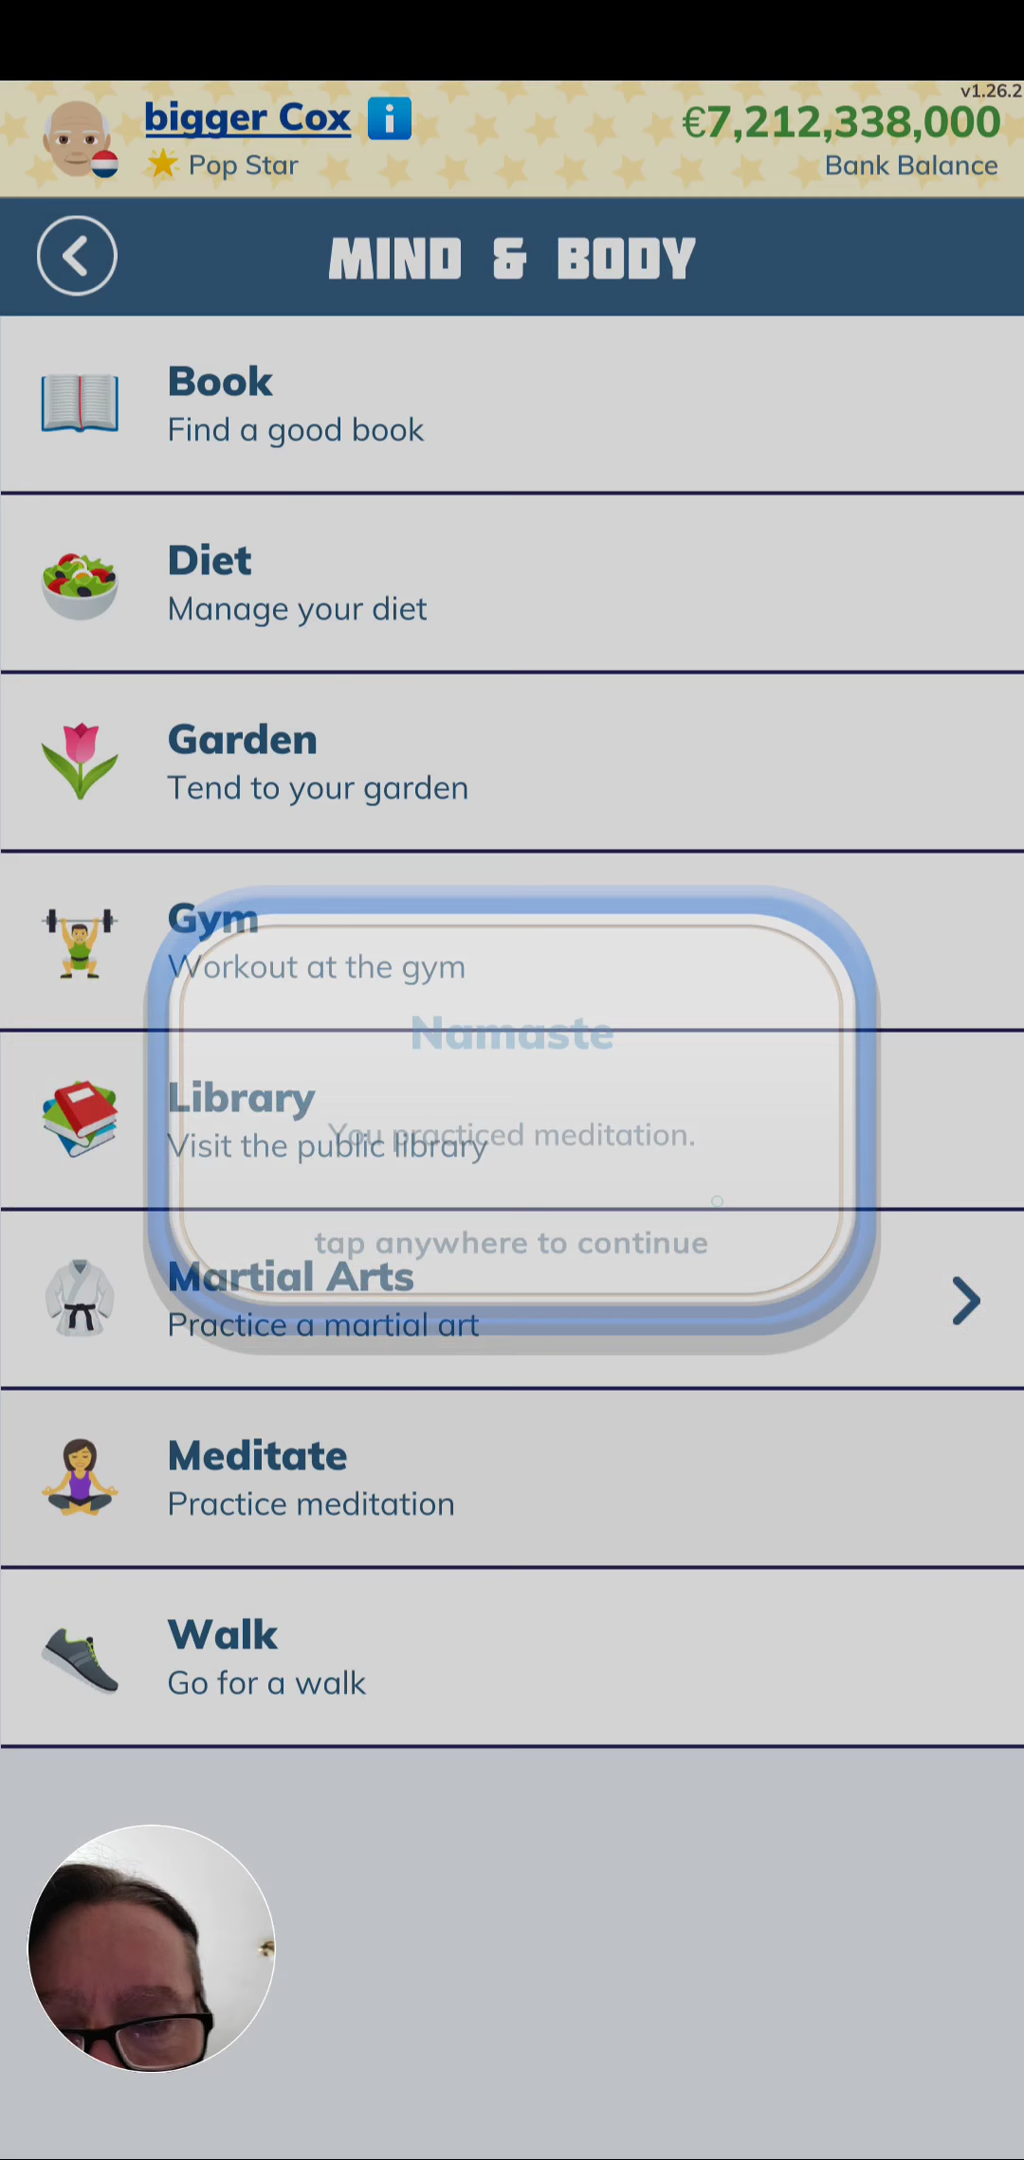 v1.26.2
bigger Cox i
€7,212,338,000
Pop Star
Bank Balance
MIND & BODY
Book
Find a good book
Diet
Manage your diet
Garden
Tend to your garden
Gym
Workout at the gym
Namaste
Library
You practiced meditation.
Visit the public library
tap anywhere to continue
Martial Arts
Practice a martial art
Meditate
Practice meditation
Walk
Go for a walk